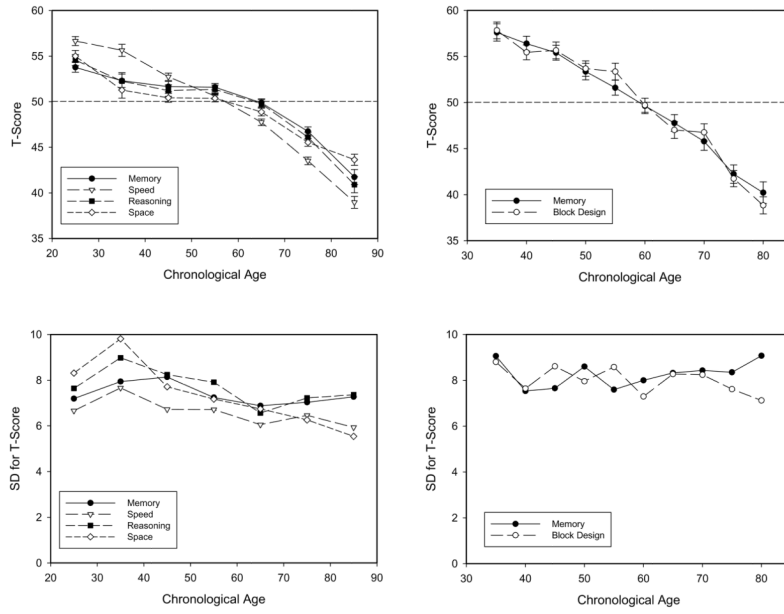 60
55
50
45
40
35
T-Score
Memory
Speed
Reasoning
Space
20 30 40 50 60 70 80 90
Chronological Age
60
55
50
45
40
35
T-Score
Memory
Block Design
30 40 50 60 70 80
Chronological Age
10
8
6
4
2
0
SD for T-Score
Memory
Speed
Reasoning
Space
20 30 40 50 60 70 80 90
Chronological Age
10
8
6
4
2
0
SD for T-Score
Memory
Block Design
30 40 50 60 70 80
Chronological Age